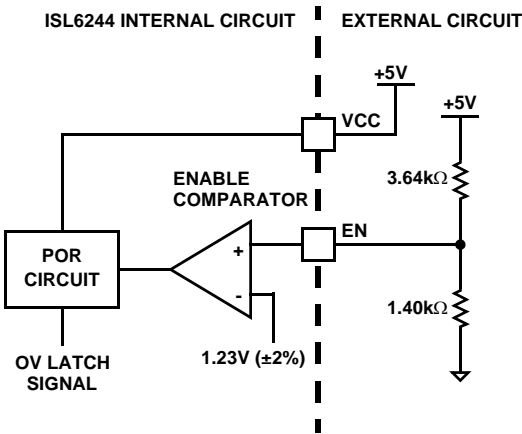 ISL6244 INTERNAL CIRCUIT
EXTERNAL CIRCUIT
+5V
VCC
+5V
ENABLE
COMPARATOR
3.64kΩ
EN
POR
CIRCUIT
+
-
1.40kΩ
1.23V (±2%)
OV LATCH
SIGNAL